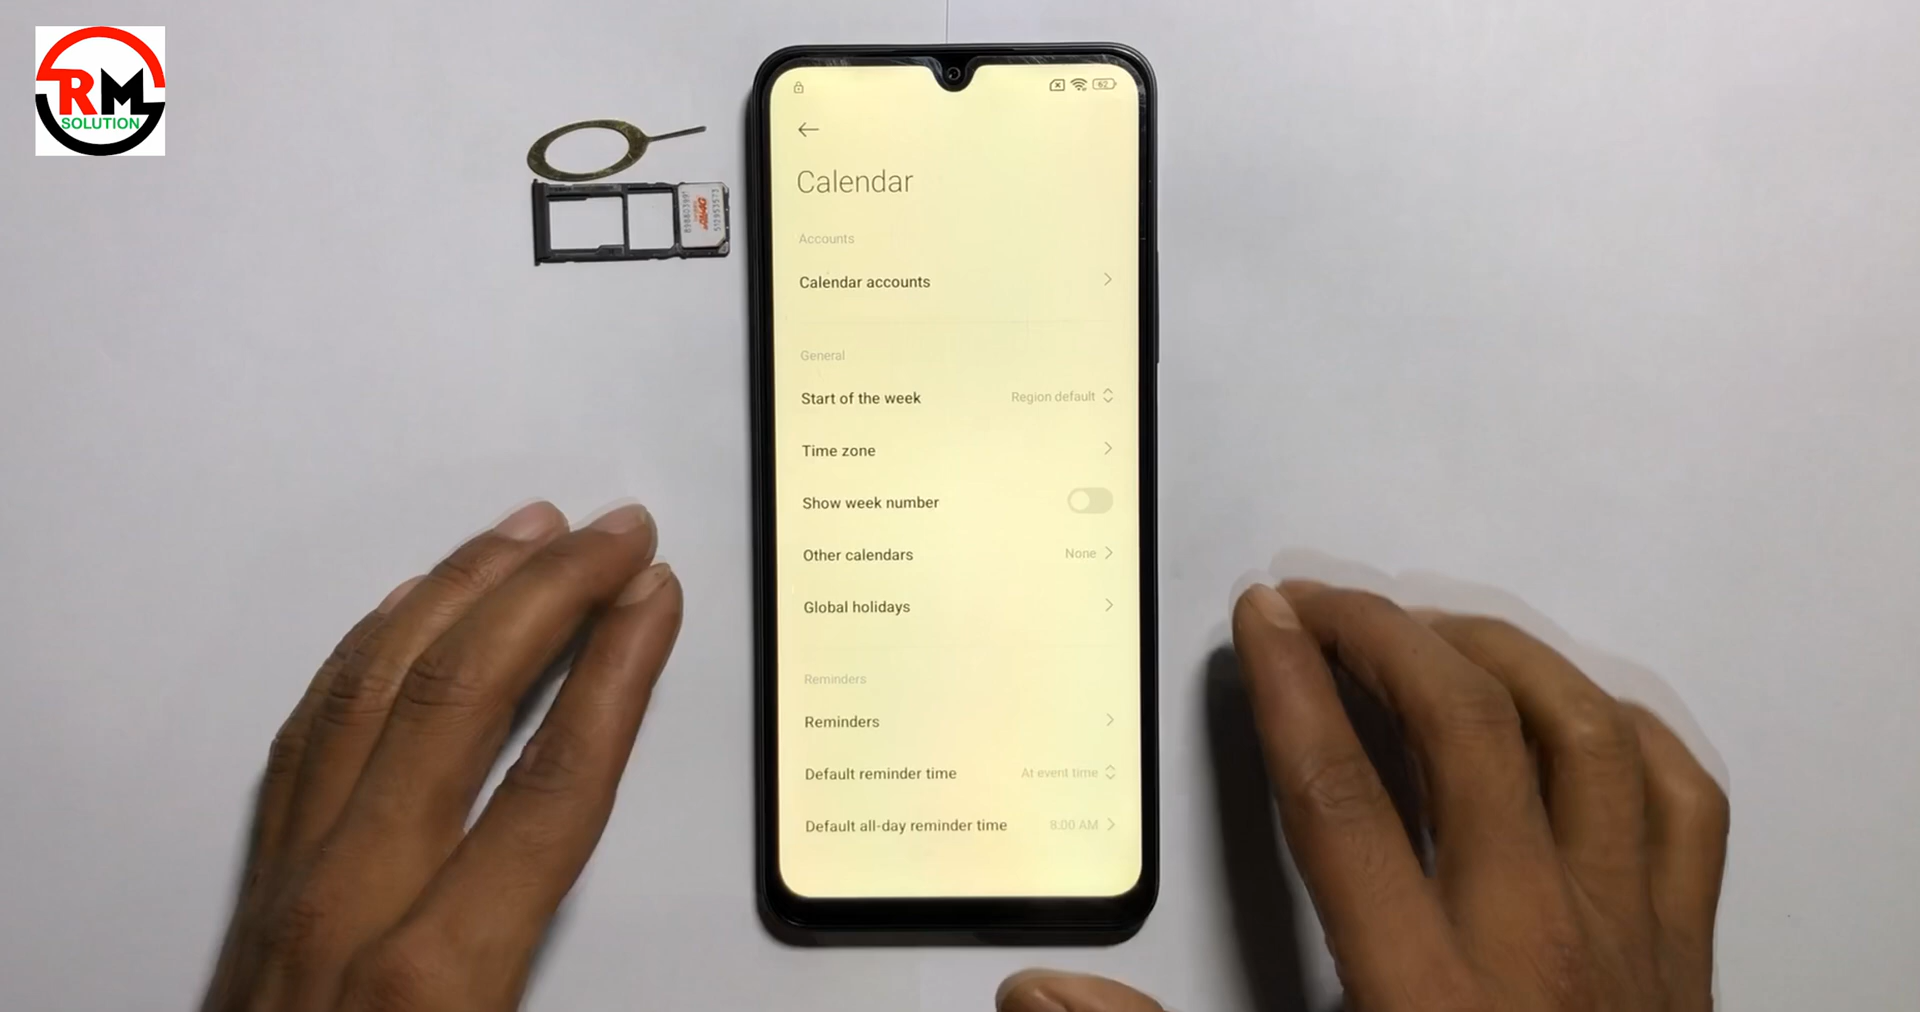 RM
SOLUTION
62
Calendar
Accounts
Calendar accounts
General
Start of the week Region default
Time zone
Show week number
Other calendars None
Global holidays
Reminders
Reminders
Default reminder time At event time
Default all-day reminder time 8:00 AM